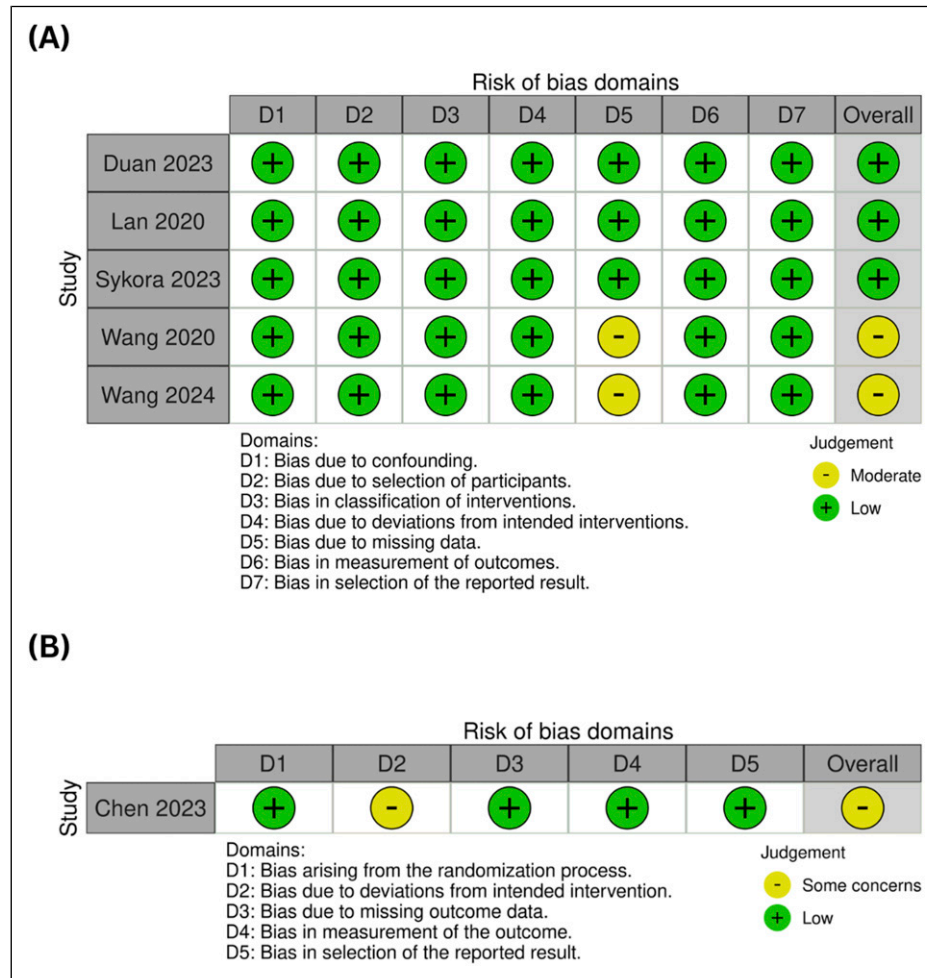 (A)
Risk of bias domains
D1 D2 D3 D4 D5 D6 D7 Overall
Study
Duan 2023 + + + + + + + +
Lan 2020 + + + + + + + +
Sykora 2023 + + + + + + + +
Wang 2020 + + + + - + + -
Wang 2024 + + + + - + + -
Domains:
D1: Bias due to confounding.
D2: Bias due to selection of participants.
D3: Bias in classification of interventions.
D4: Bias due to deviations from intended interventions.
D5: Bias due to missing data.
D6: Bias in measurement of outcomes.
D7: Bias in selection of the reported result.
Judgement
- Moderate
+ Low
(B)
Risk of bias domains
D1 D2 D3 D4 D5 Overall
Study
Chen 2023 + - + + + -
Domains:
D1: Bias arising from the randomization process.
D2: Bias due to deviations from intended intervention.
D3: Bias due to missing outcome data.
D4: Bias in measurement of the outcome.
D5: Bias in selection of the reported result.
Judgement
- Some concerns
+ Low